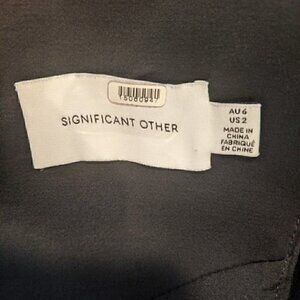 SIGNIFICANT OTHER
AU 6
US 2
MADE IN
CHINA
FABRIQUÉ
EN CHINE